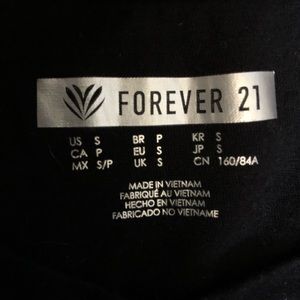 FOREVER 21
US S BR P KR S
CA P EU S JP S
MX S/P UK S CN 160/84A
MADE IN VIETNAM
FABRIQUÉ AU VIETNAM
HECHO EN VIETNAM
FABRICADO NO VIETNAME